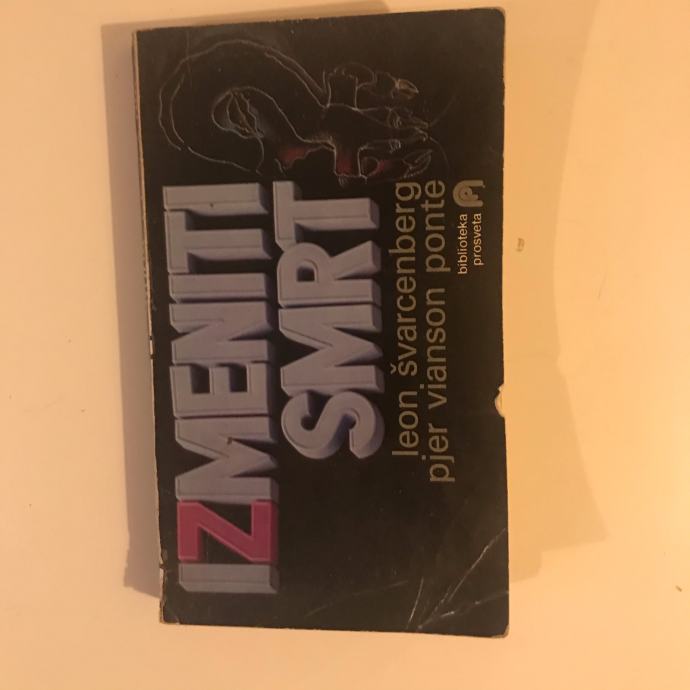 IZMENITI
SMRT
leon švarcenberg
pjer vianson ponte
biblioteka
prosveta